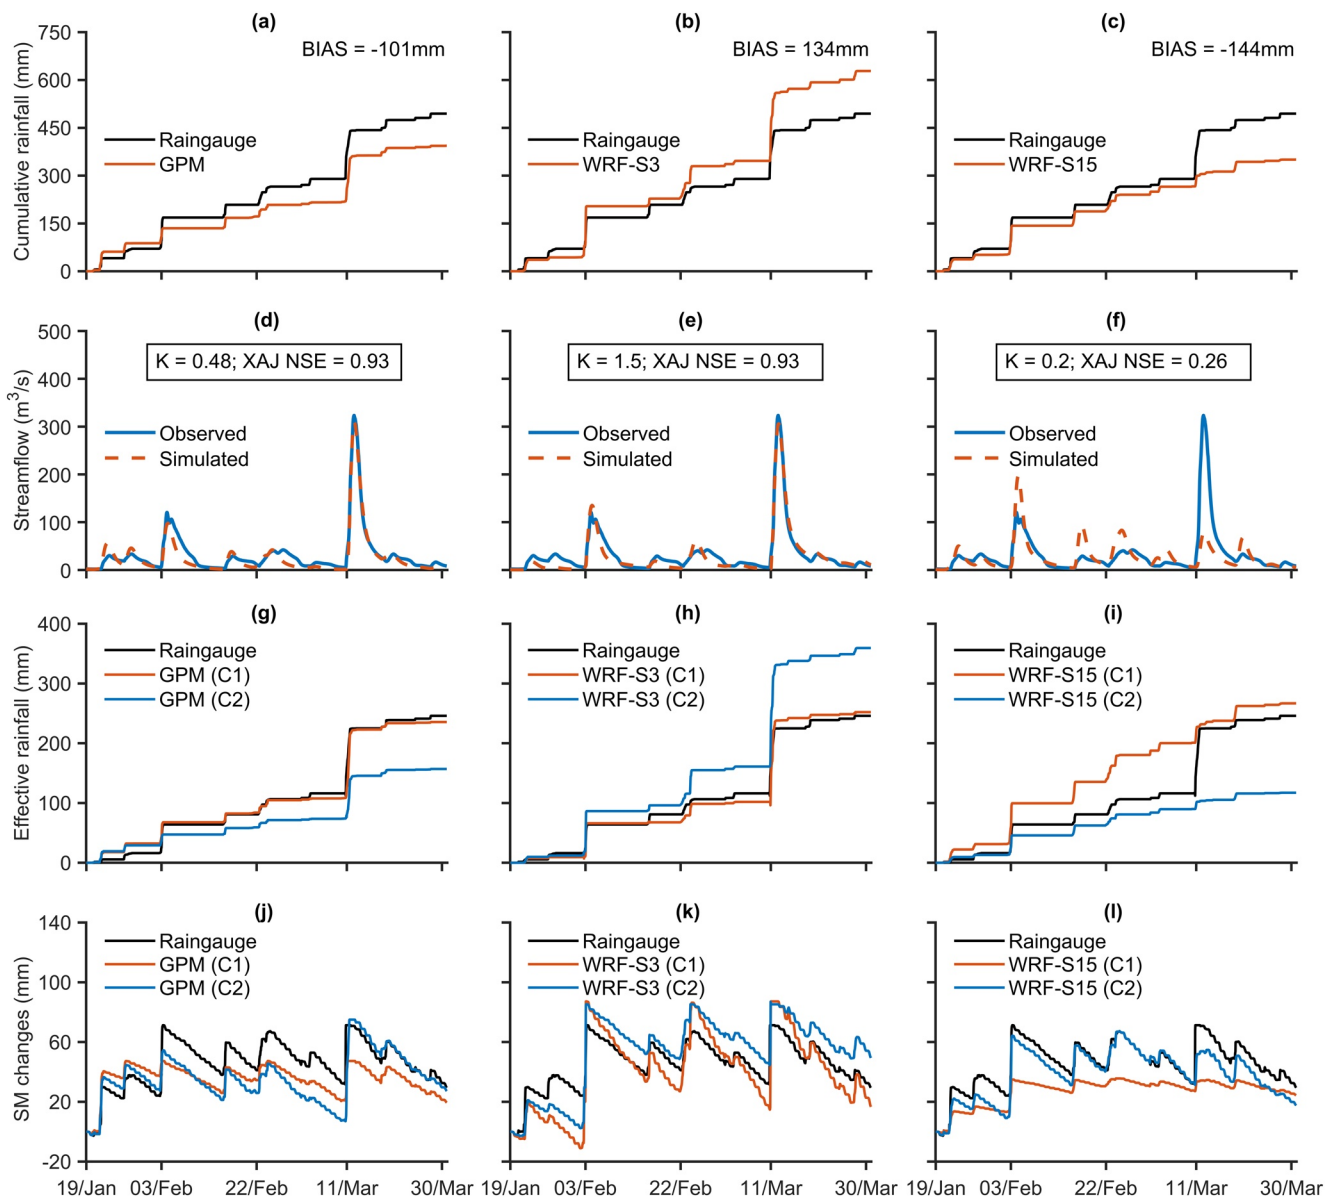 (a)
(b)
(c)
Cumulative rainfall (mm)
750
600
450
300
150
0
BIAS = -101mm
Raingauge
GPM
BIAS = 134mm
Raingauge
WRF-S3
BIAS = -144mm
Raingauge
WRF-S15
(d)
(e)
(f)
Streamflow (m³/s)
500
400
300
200
100
0
K = 0.48; XAJ NSE = 0.93
Observed
Simulated
K = 1.5; XAJ NSE = 0.93
Observed
Simulated
K = 0.2; XAJ NSE = 0.26
Observed
Simulated
(g)
(h)
(i)
Effective rainfall (mm)
400
300
200
100
0
Raingauge
GPM (C1)
GPM (C2)
Raingauge
WRF-S3 (C1)
WRF-S3 (C2)
Raingauge
WRF-S15 (C1)
WRF-S15 (C2)
(j)
(k)
(l)
SM changes (mm)
140
100
60
20
-20
Raingauge
GPM (C1)
GPM (C2)
Raingauge
WRF-S3 (C1)
WRF-S3 (C2)
Raingauge
WRF-S15 (C1)
WRF-S15 (C2)
19/Jan 03/Feb 22/Feb 11/Mar 30/Mar
19/Jan 03/Feb 22/Feb 11/Mar 30/Mar
19/Jan 03/Feb 22/Feb 11/Mar 30/Mar